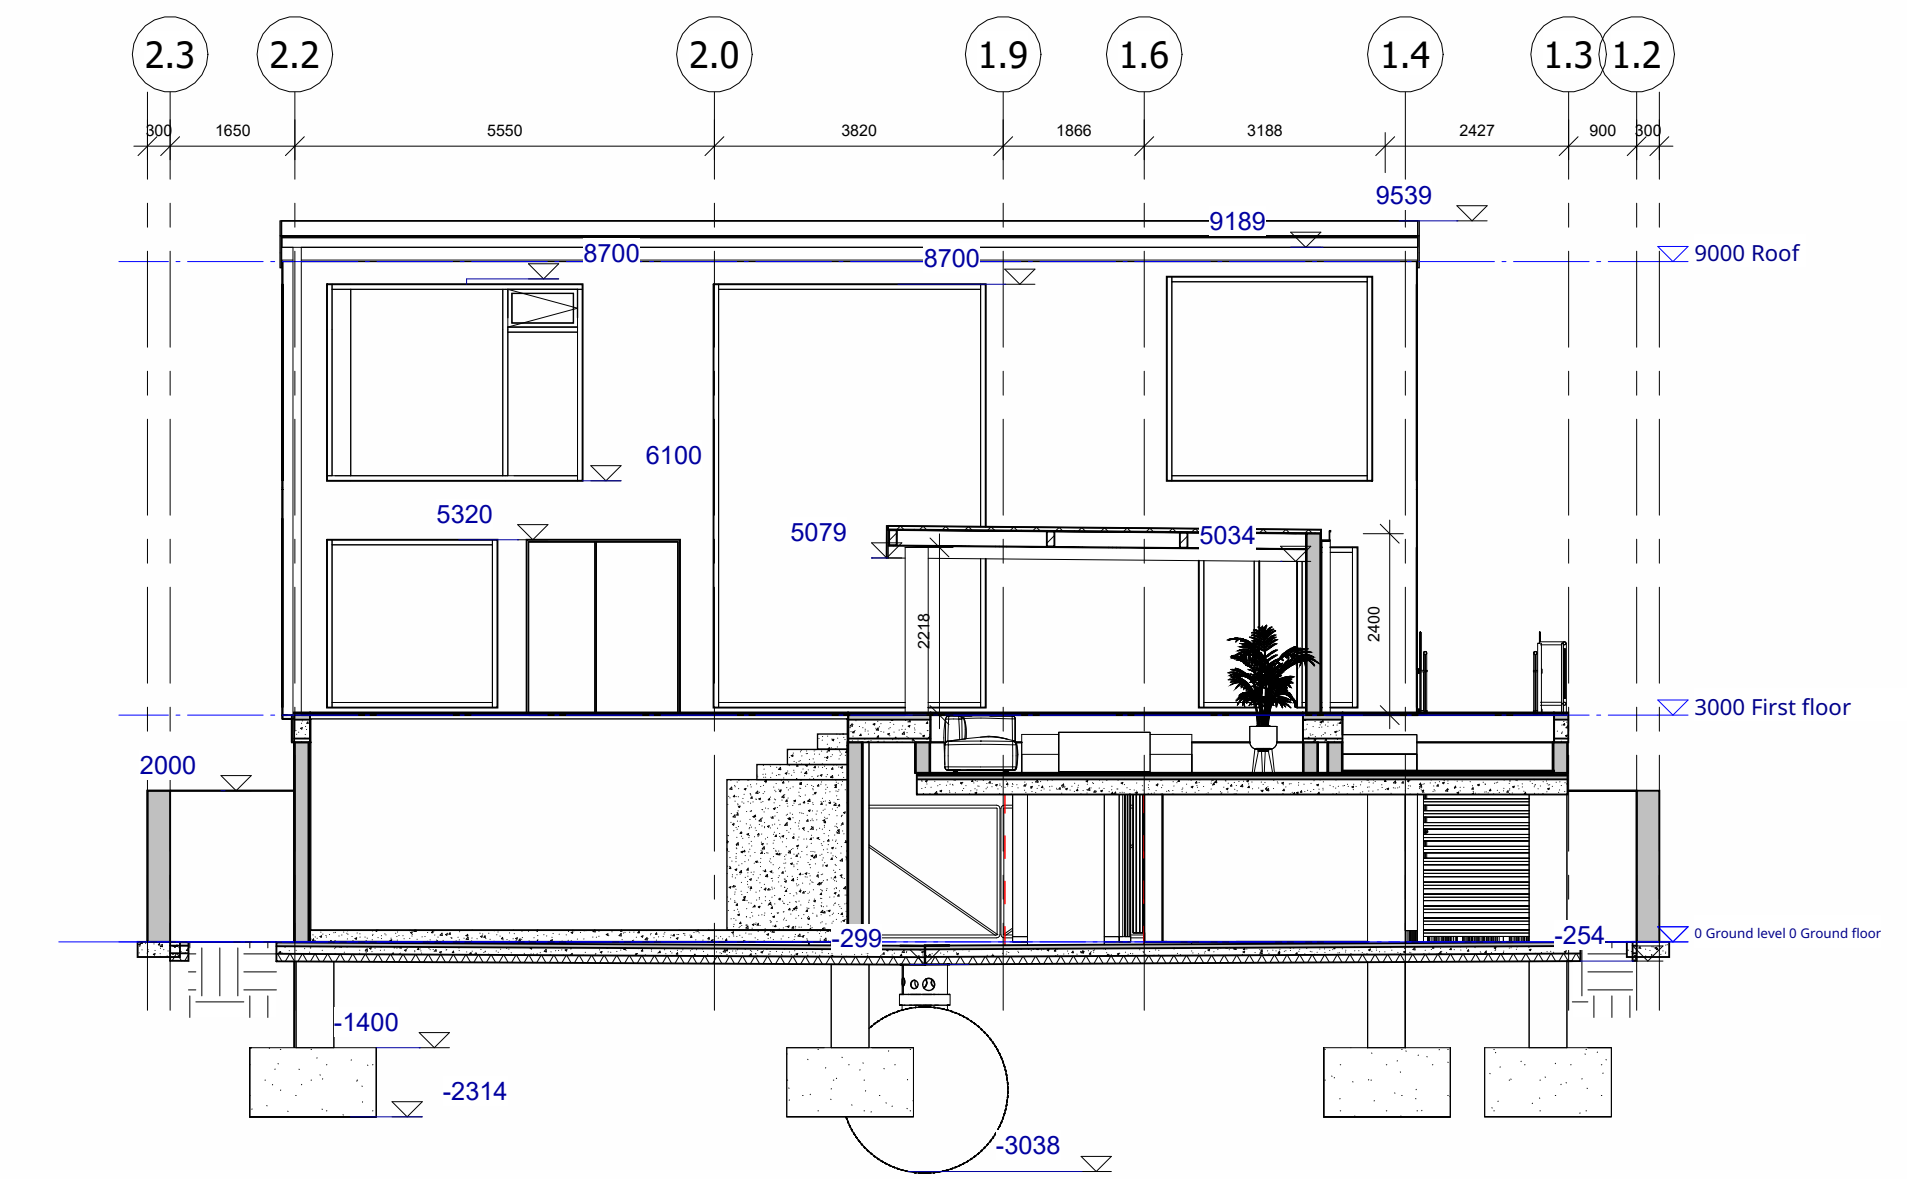 2.3 2.2 2.0 1.9 1.6 1.4 1.3 1.2
300 1650 5550 3820 1866 3188 2427 900 300
9539
9189
8700 8700 9000 Roof
6100
5320
5079 5034
2218 2400
3000 First floor
2000
-299 -254 0 Ground level 0 Ground floor
-1400
-2314
-3038